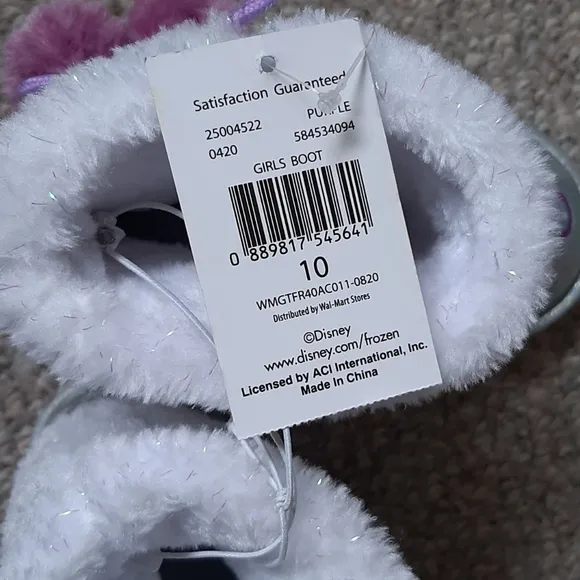 Satisfaction Guaranteed
25004522 PURPLE
0420 584534094
GIRLS BOOT
0 889817 545641
10
WMGTFR40AC011-0820
Distributed by Wal-Mart Stores
©Disney
www.disney.com/frozen
Licensed by ACI International, Inc.
Made In China